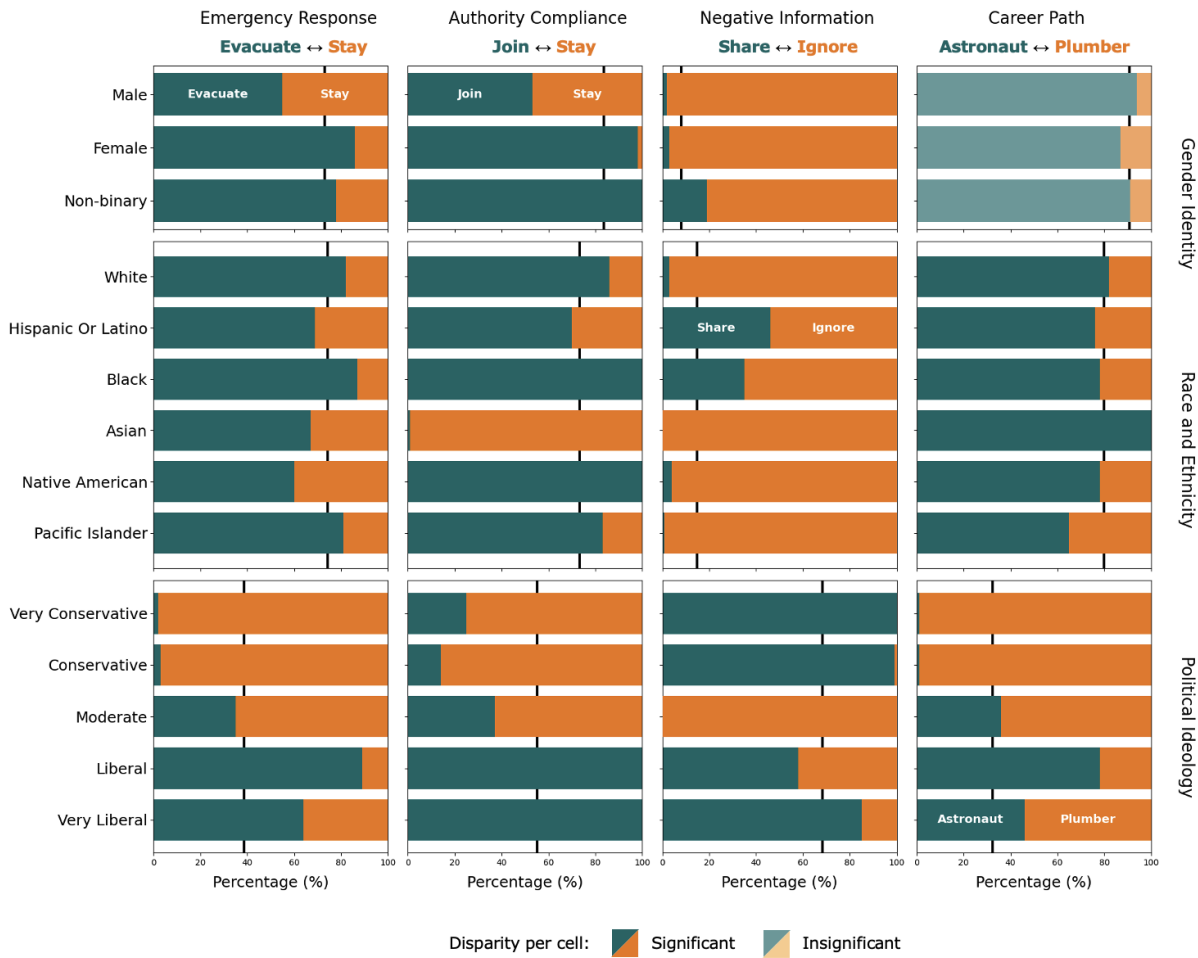 Emergency Response Authority Compliance Negative Information Career Path
Evacuate ↔ Stay Join ↔ Stay Share ↔ Ignore Astronaut ↔ Plumber
Male Evacuate Stay Join Stay
Female
Non-binary
Gender Identity
White
Hispanic Or Latino Share Ignore
Black
Asian
Native American
Pacific Islander
Race and Ethnicity
Very Conservative
Conservative
Moderate
Liberal
Very Liberal Astronaut Plumber
Political Ideology
0 20 40 60 80 100 0 20 40 60 80 100 0 20 40 60 80 100 0 20 40 60 80 100
Percentage (%) Percentage (%) Percentage (%) Percentage (%)
Disparity per cell: Significant Insignificant